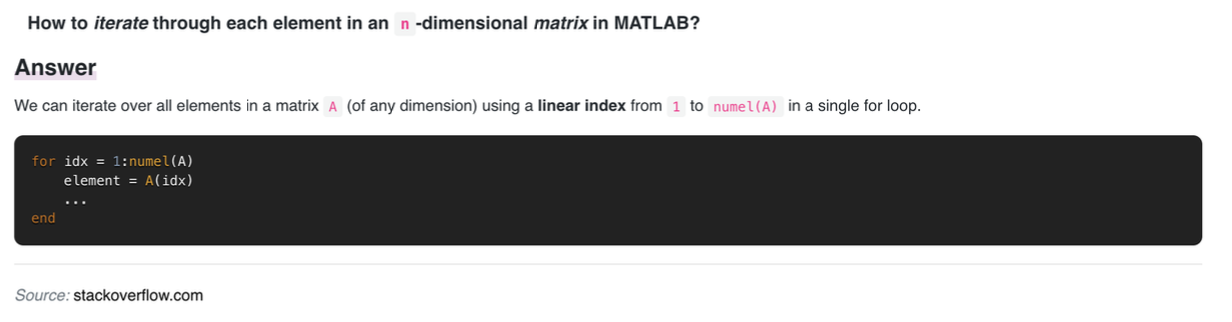 How to iterate through each element in an n-dimensional matrix in MATLAB?
Answer
We can iterate over all elements in a matrix A (of any dimension) using a linear index from 1 to numel(A) in a single for loop.
for idx = 1:numel(A)
    element = A(idx)
    ...
end
Source: stackoverflow.com